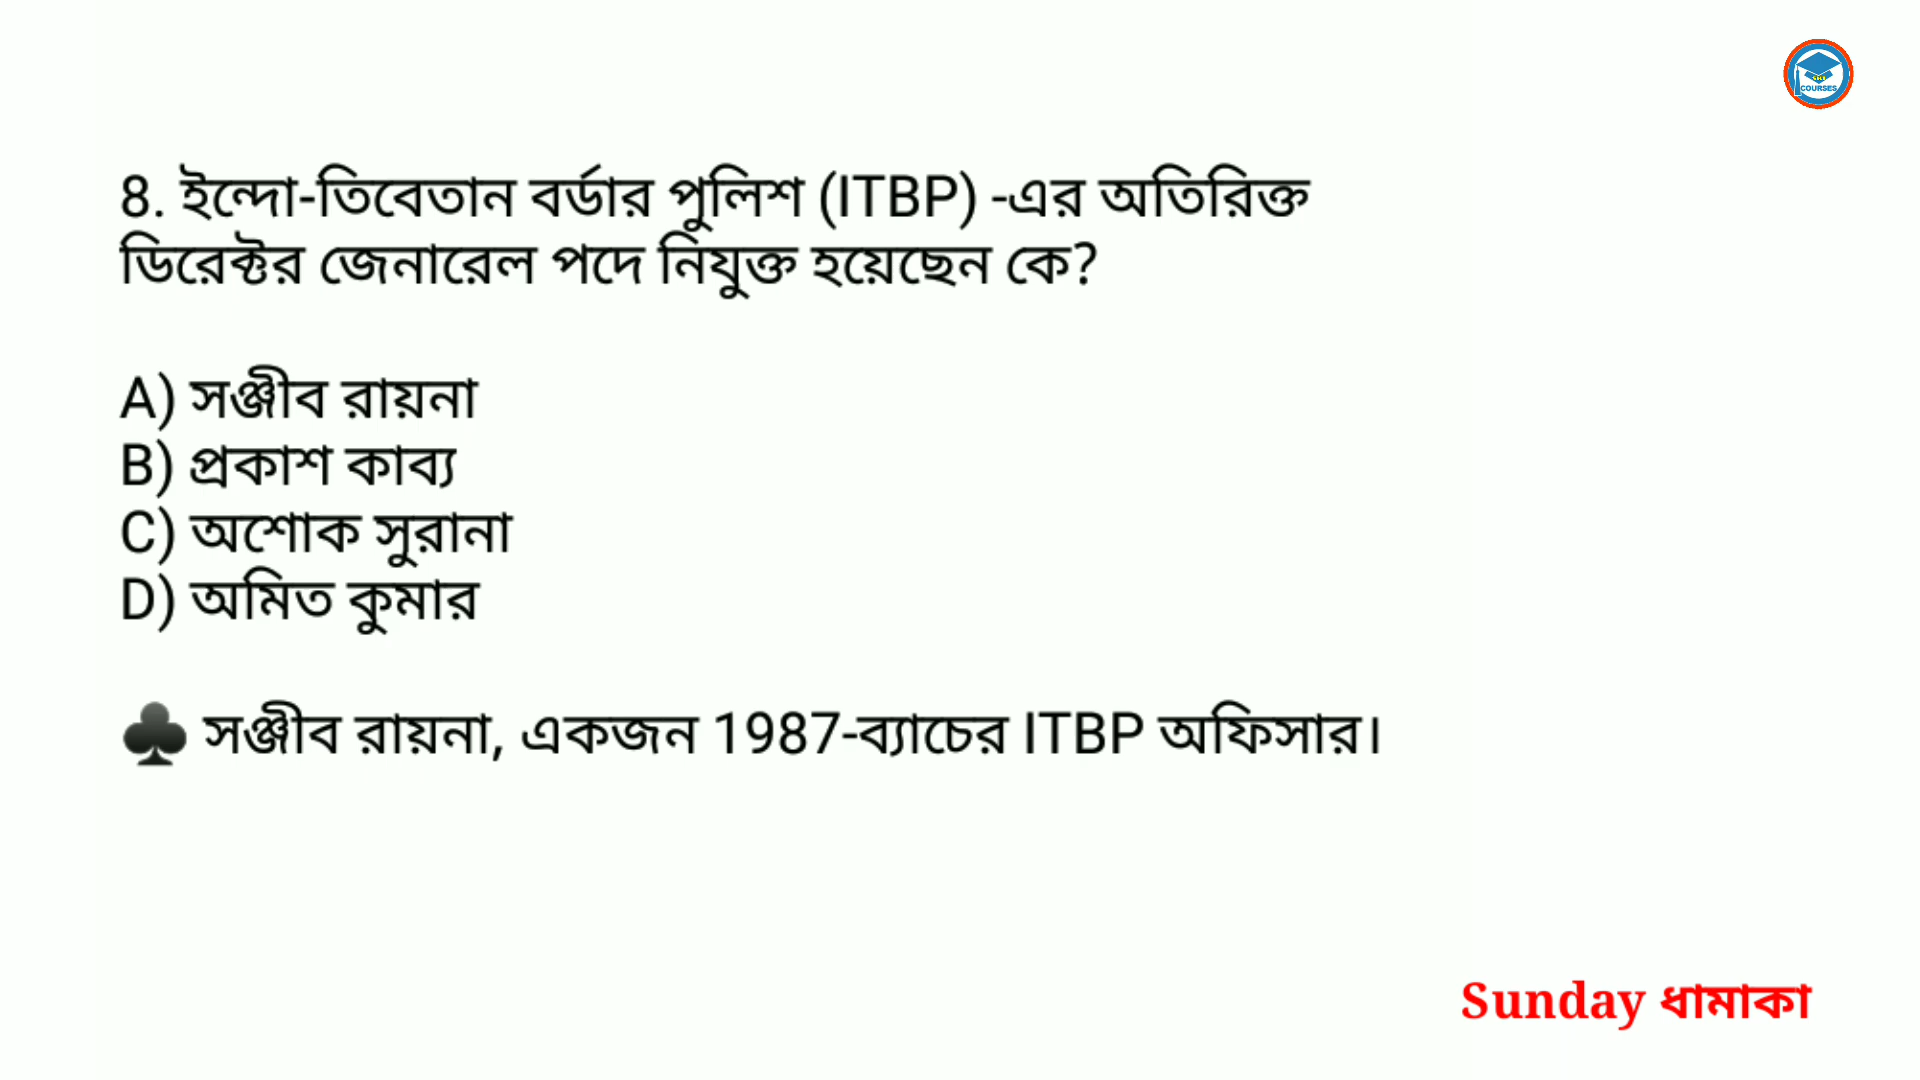 COURSES
8. ইন্দো-তিবেতান বর্ডার পুলিশ (ITBP) -এর অতিরিক্ত
ডিরেক্টর জেনারেল পদে নিযুক্ত হয়েছেন কে?
A) সঞ্জীব রায়না
B) প্রকাশ কাব্য
C) অশোক সুরানা
D) অমিত কুমার
♣ সঞ্জীব রায়না, একজন 1987-ব্যাচের ITBP অফিসার।
Sunday ধামাকা